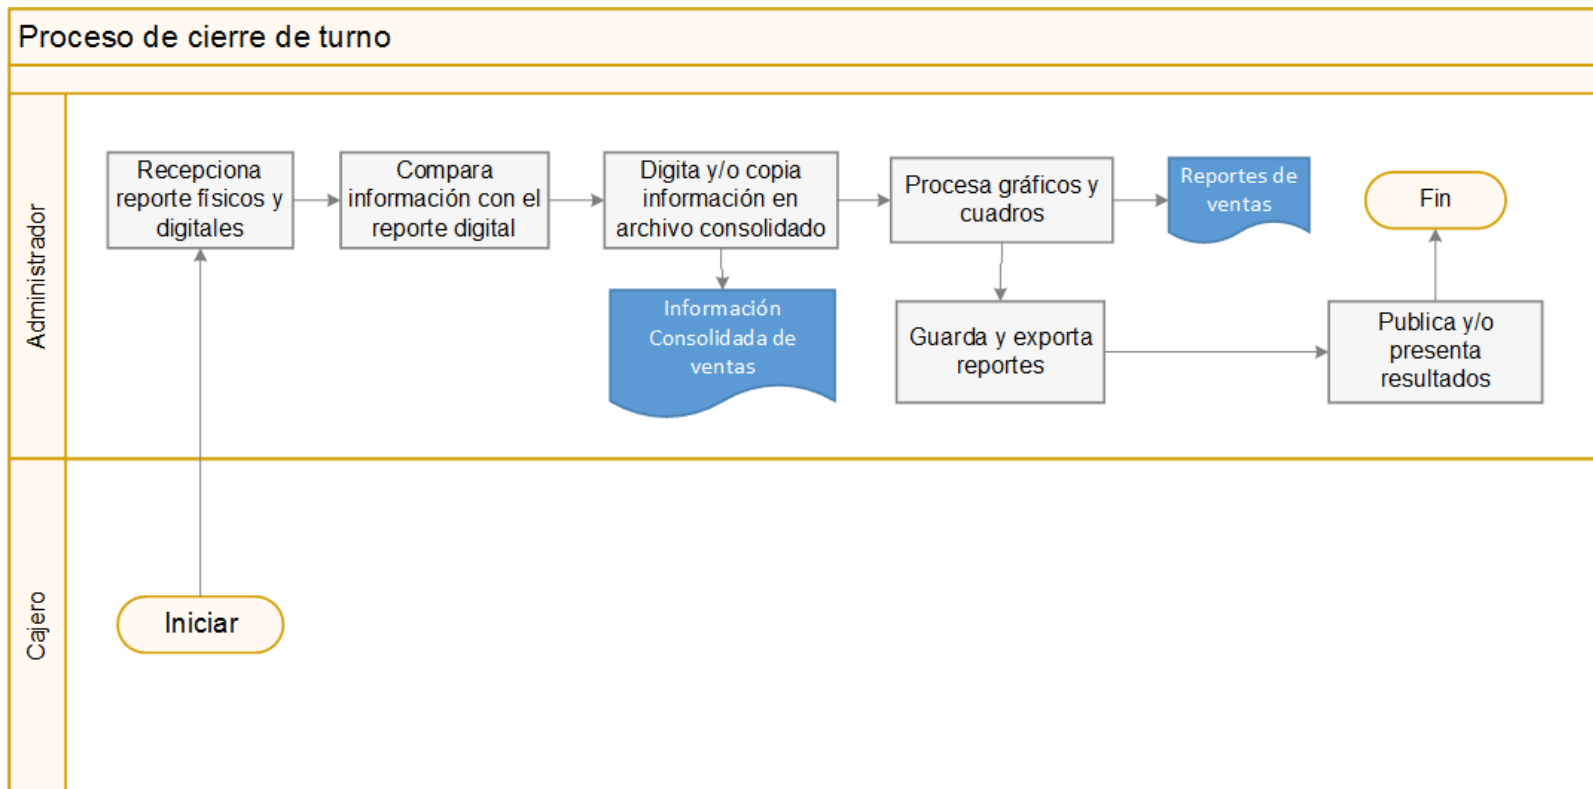 Proceso de cierre de turno
Administrador
Recepciona
reporte físicos y
digitales
Compara
información con el
reporte digital
Digita y/o copia
información en
archivo consolidado
Procesa gráficos y
cuadros
Reportes de
ventas
Fin
Información
Consolidada de
ventas
Guarda y exporta
reportes
Publica y/o
presenta
resultados
Cajero
Iniciar